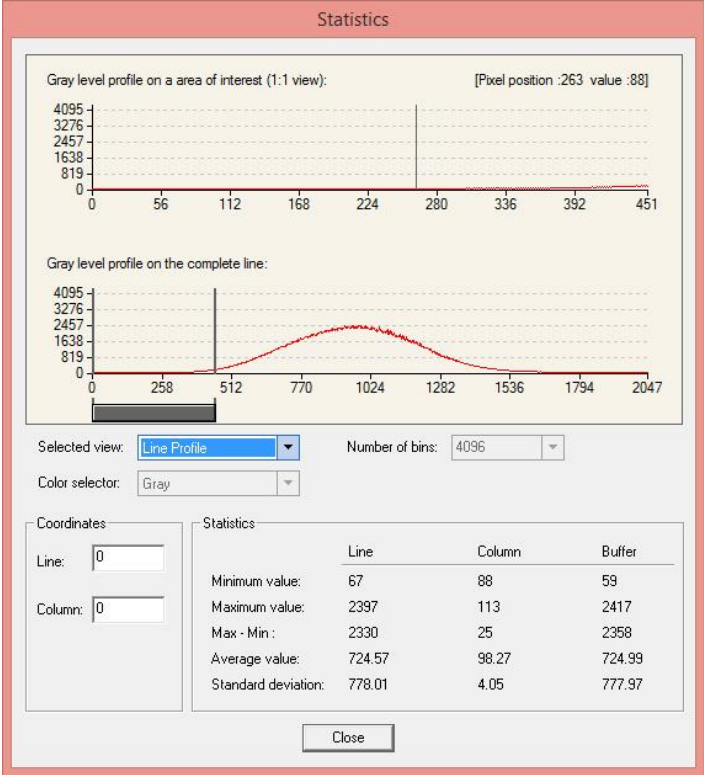 Statistics
Gray level profile on a area of interest (1:1 view): [Pixel position :263 value :88]
4095
3276
2457
1638
819
0
0 56 112 168 224 280 336 392 451
Gray level profile on the complete line:
4095
3276
2457
1638
819
0
0 258 512 770 1024 1282 1536 1794 2047
Selected view: Line Profile Number of bins: 4096
Color selector: Gray
Coordinates Statistics
Line Column Buffer
Line: 0
Minimum value: 67 88 59
Column: 0 Maximum value: 2397 113 2417
Max - Min : 2330 25 2358
Average value: 724.57 98.27 724.99
Standard deviation: 778.01 4.05 777.97
Close